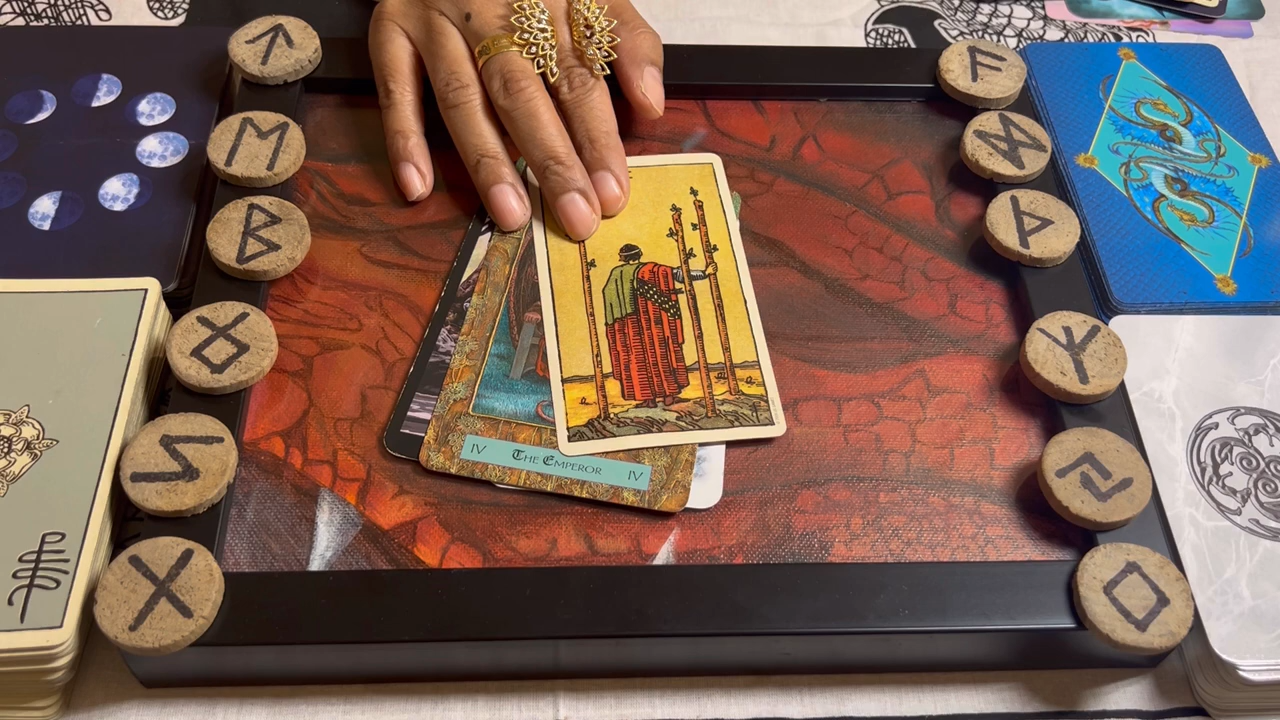 ᛏ
ᚨ
ᛖ
ᛞ
ᛒ
ᚦ
ᛟ
ᛉ
ᛊ
ᛃ
ᚷ
ᛜ
IV THE EMPEROR IV